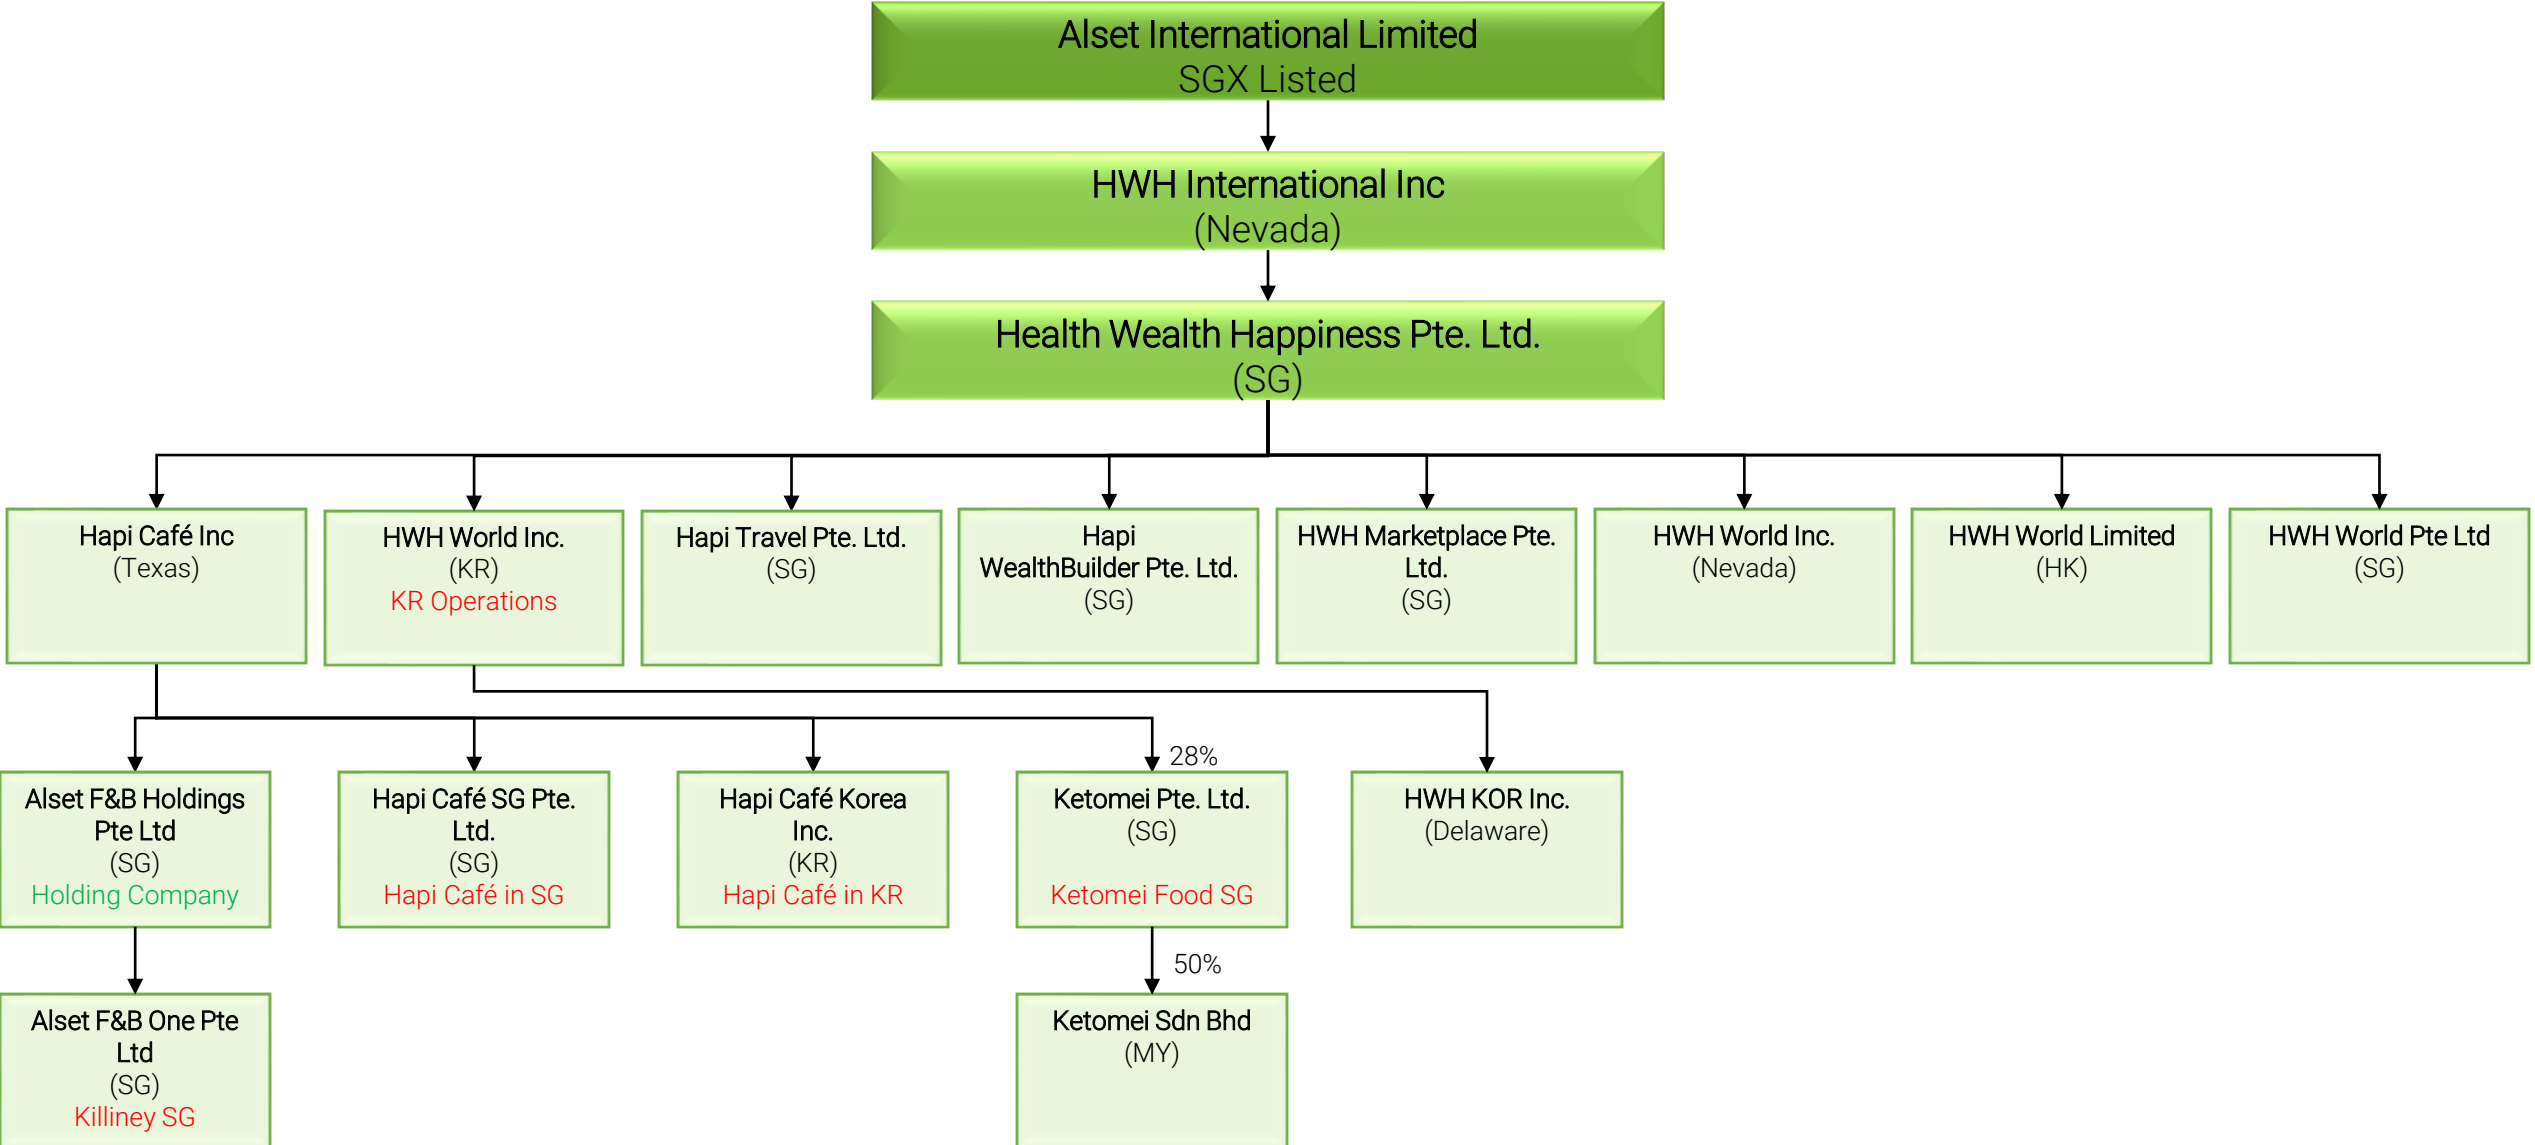 Alset International Limited
SGX Listed
HWH International Inc
(Nevada)
Health Wealth Happiness Pte. Ltd.
(SG)
Hapi Café Inc
(Texas)
HWH World Inc.
(KR)
KR Operations
Hapi Travel Pte. Ltd.
(SG)
Hapi
WealthBuilder Pte. Ltd.
(SG)
HWH Marketplace Pte.
Ltd.
(SG)
HWH World Inc.
(Nevada)
HWH World Limited
(HK)
HWH World Pte Ltd
(SG)
28%
Alset F&B Holdings
Pte Ltd
(SG)
Holding Company
Hapi Café SG Pte.
Ltd.
(SG)
Hapi Café in SG
Hapi Café Korea
Inc.
(KR)
Hapi Café in KR
Ketomei Pte. Ltd.
(SG)
Ketomei Food SG
HWH KOR Inc.
(Delaware)
50%
Alset F&B One Pte
Ltd
(SG)
Killiney SG
Ketomei Sdn Bhd
(MY)